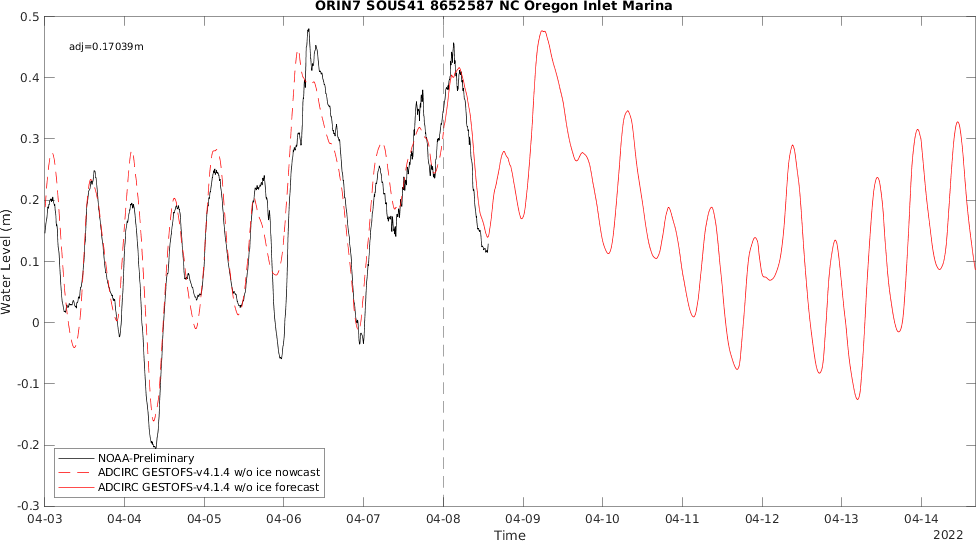 ORIN7 SOUS41 8652587 NC Oregon Inlet Marina
adj=0.17039m
0.5
0.4
0.3
0.2
0.1
0
-0.1
-0.2
-0.3
Water Level (m)
NOAA-Preliminary
ADCIRC GESTOFS-v4.1.4 w/o ice nowcast
ADCIRC GESTOFS-v4.1.4 w/o ice forecast
04-03 04-04 04-05 04-06 04-07 04-08 04-09 04-10 04-11 04-12 04-13 04-14
Time
2022